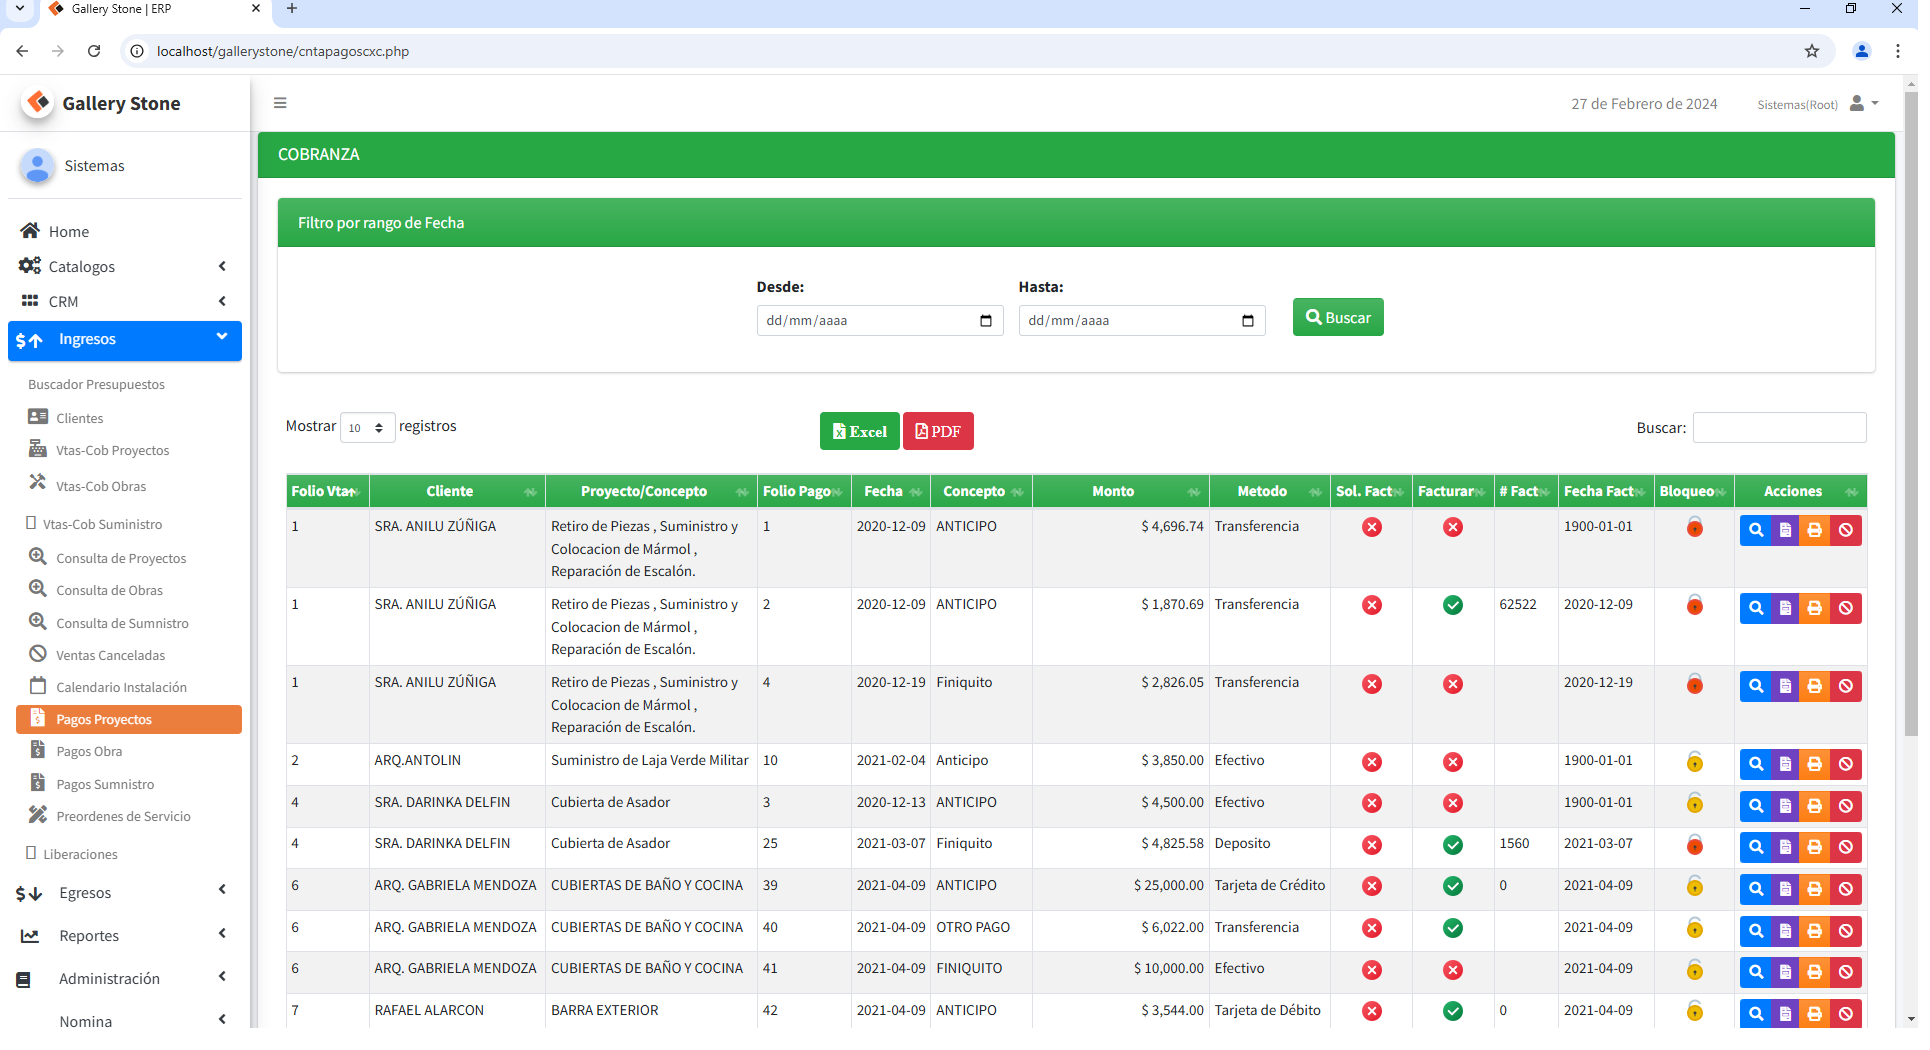 Gallery Stone | ERP
localhost/gallerystone/cntapagoscxc.php
Gallery Stone
27 de Febrero de 2024
Sistemas(Root)
Sistemas
Home
Catalogos
CRM
Ingresos
Buscador Presupuestos
Clientes
Vtas-Cob Proyectos
Vtas-Cob Obras
Vtas-Cob Suministro
Consulta de Proyectos
Consulta de Obras
Consulta de Sumnistro
Ventas Canceladas
Calendario Instalación
Pagos Proyectos
Pagos Obra
Pagos Sumnistro
Preordenes de Servicio
Liberaciones
Egresos
Reportes
Administración
Nomina
COBRANZA
Filtro por rango de Fecha
Desde: Hasta:
dd/mm/aaaa dd/mm/aaaa Buscar
Mostrar 10 registros Excel PDF Buscar:
Folio Vta Cliente Proyecto/Concepto Folio Pago Fecha Concepto Monto Metodo Sol. Fact Facturar # Fact Fecha Fact Bloqueo Acciones
1 SRA. ANILU ZÚÑIGA Retiro de Piezas , Suministro y 1 2020-12-09 ANTICIPO $ 4,696.74 Transferencia 1900-01-01
Colocacion de Mármol ,
Reparación de Escalón.
1 SRA. ANILU ZÚÑIGA Retiro de Piezas , Suministro y 2 2020-12-09 ANTICIPO $ 1,870.69 Transferencia 62522 2020-12-09
Colocacion de Mármol ,
Reparación de Escalón.
1 SRA. ANILU ZÚÑIGA Retiro de Piezas , Suministro y 4 2020-12-19 Finiquito $ 2,826.05 Transferencia 2020-12-19
Colocacion de Mármol ,
Reparación de Escalón.
2 ARQ.ANTOLIN Suministro de Laja Verde Militar 10 2021-02-04 Anticipo $ 3,850.00 Efectivo 1900-01-01
4 SRA. DARINKA DELFIN Cubierta de Asador 3 2020-12-13 ANTICIPO $ 4,500.00 Efectivo 1900-01-01
4 SRA. DARINKA DELFIN Cubierta de Asador 25 2021-03-07 Finiquito $ 4,825.58 Deposito 1560 2021-03-07
6 ARQ. GABRIELA MENDOZA CUBIERTAS DE BAÑO Y COCINA 39 2021-04-09 ANTICIPO $ 25,000.00 Tarjeta de Crédito 0 2021-04-09
6 ARQ. GABRIELA MENDOZA CUBIERTAS DE BAÑO Y COCINA 40 2021-04-09 OTRO PAGO $ 6,022.00 Transferencia 2021-04-09
6 ARQ. GABRIELA MENDOZA CUBIERTAS DE BAÑO Y COCINA 41 2021-04-09 FINIQUITO $ 10,000.00 Efectivo 2021-04-09
7 RAFAEL ALARCON BARRA EXTERIOR 42 2021-04-09 ANTICIPO $ 3,544.00 Tarjeta de Débito 0 2021-04-09